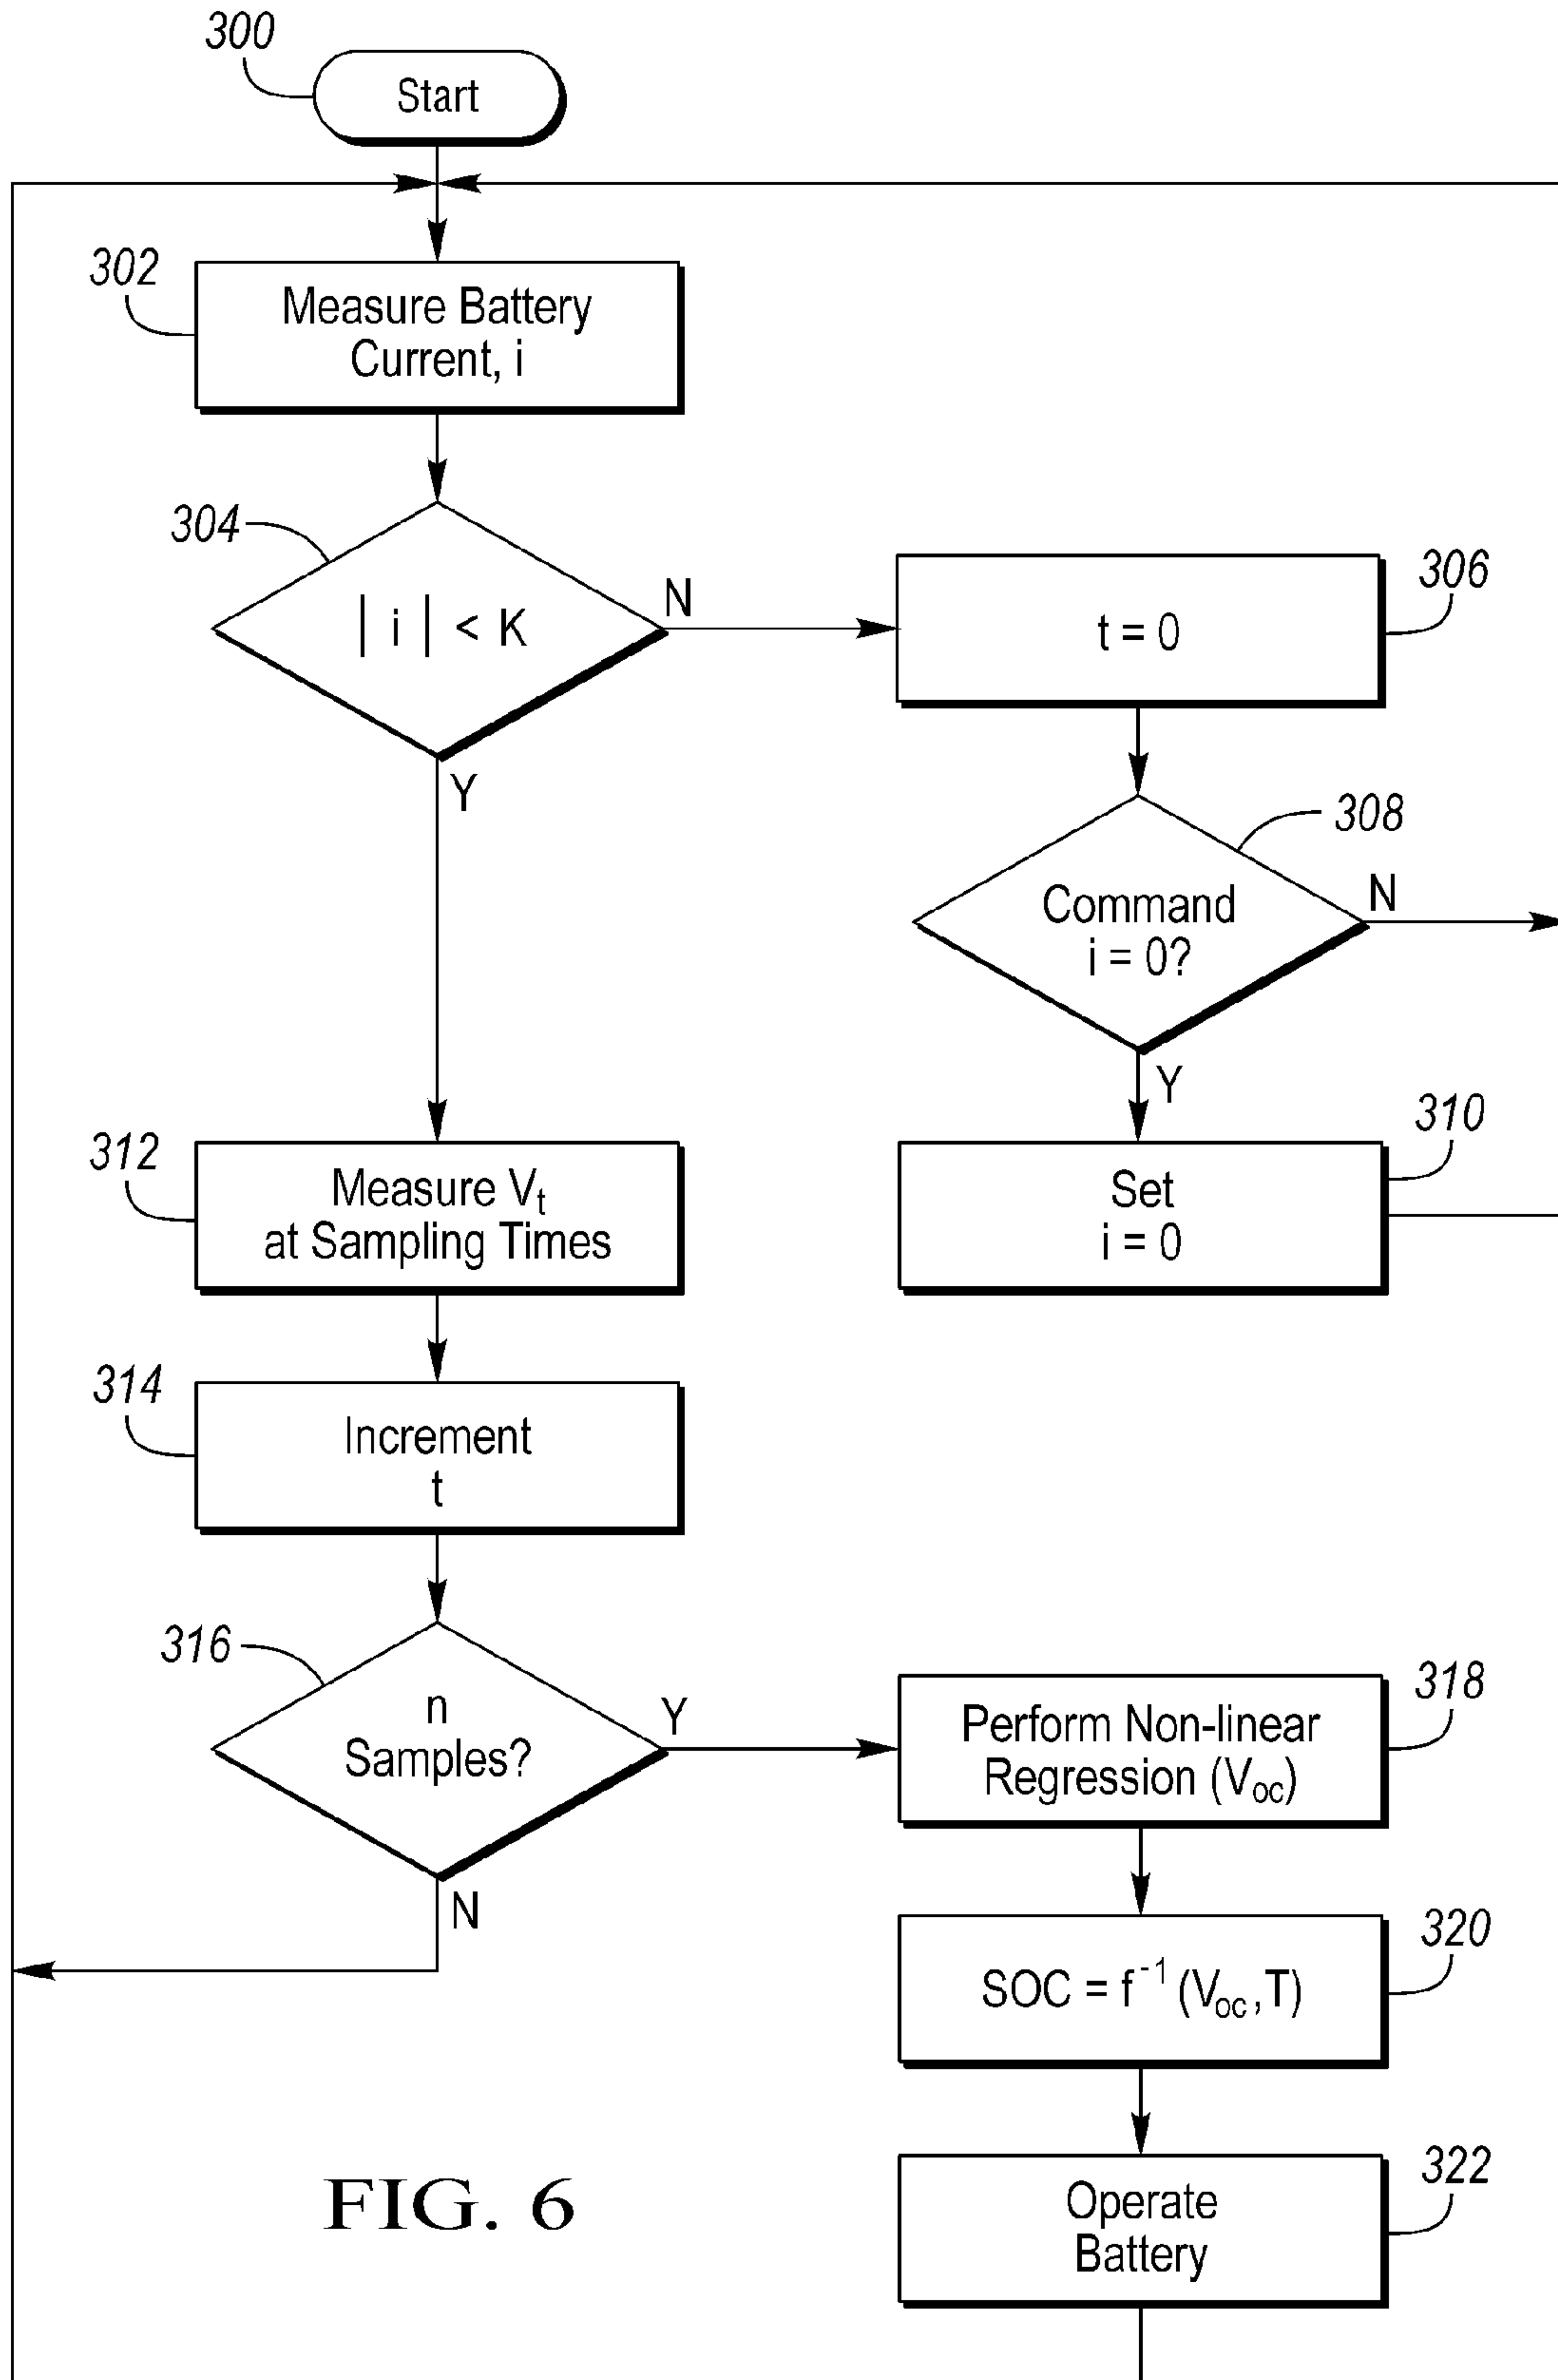 300
Start
302
Measure Battery
Current, i
304
| i | < K
N
Y
306
t = 0
308
Command
i = 0?
N
Y
310
Set
i = 0
312
Measure Vt
at Sampling Times
314
Increment
t
316
n
Samples?
Y
N
318
Perform Non-linear
Regression (Voc)
320
SOC = f⁻¹ (Voc, T)
322
Operate
Battery
FIG. 6